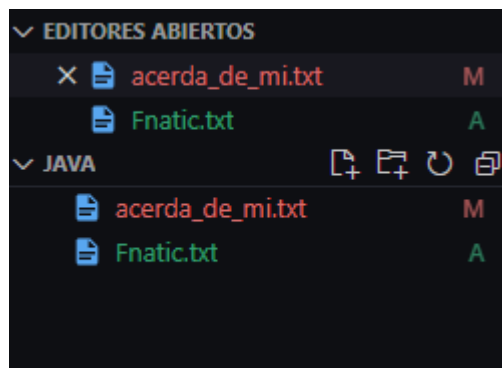 EDITORES ABIERTOS
acerda_de_mi.txt M
Fnatic.txt A
JAVA
acerda_de_mi.txt M
Fnatic.txt A